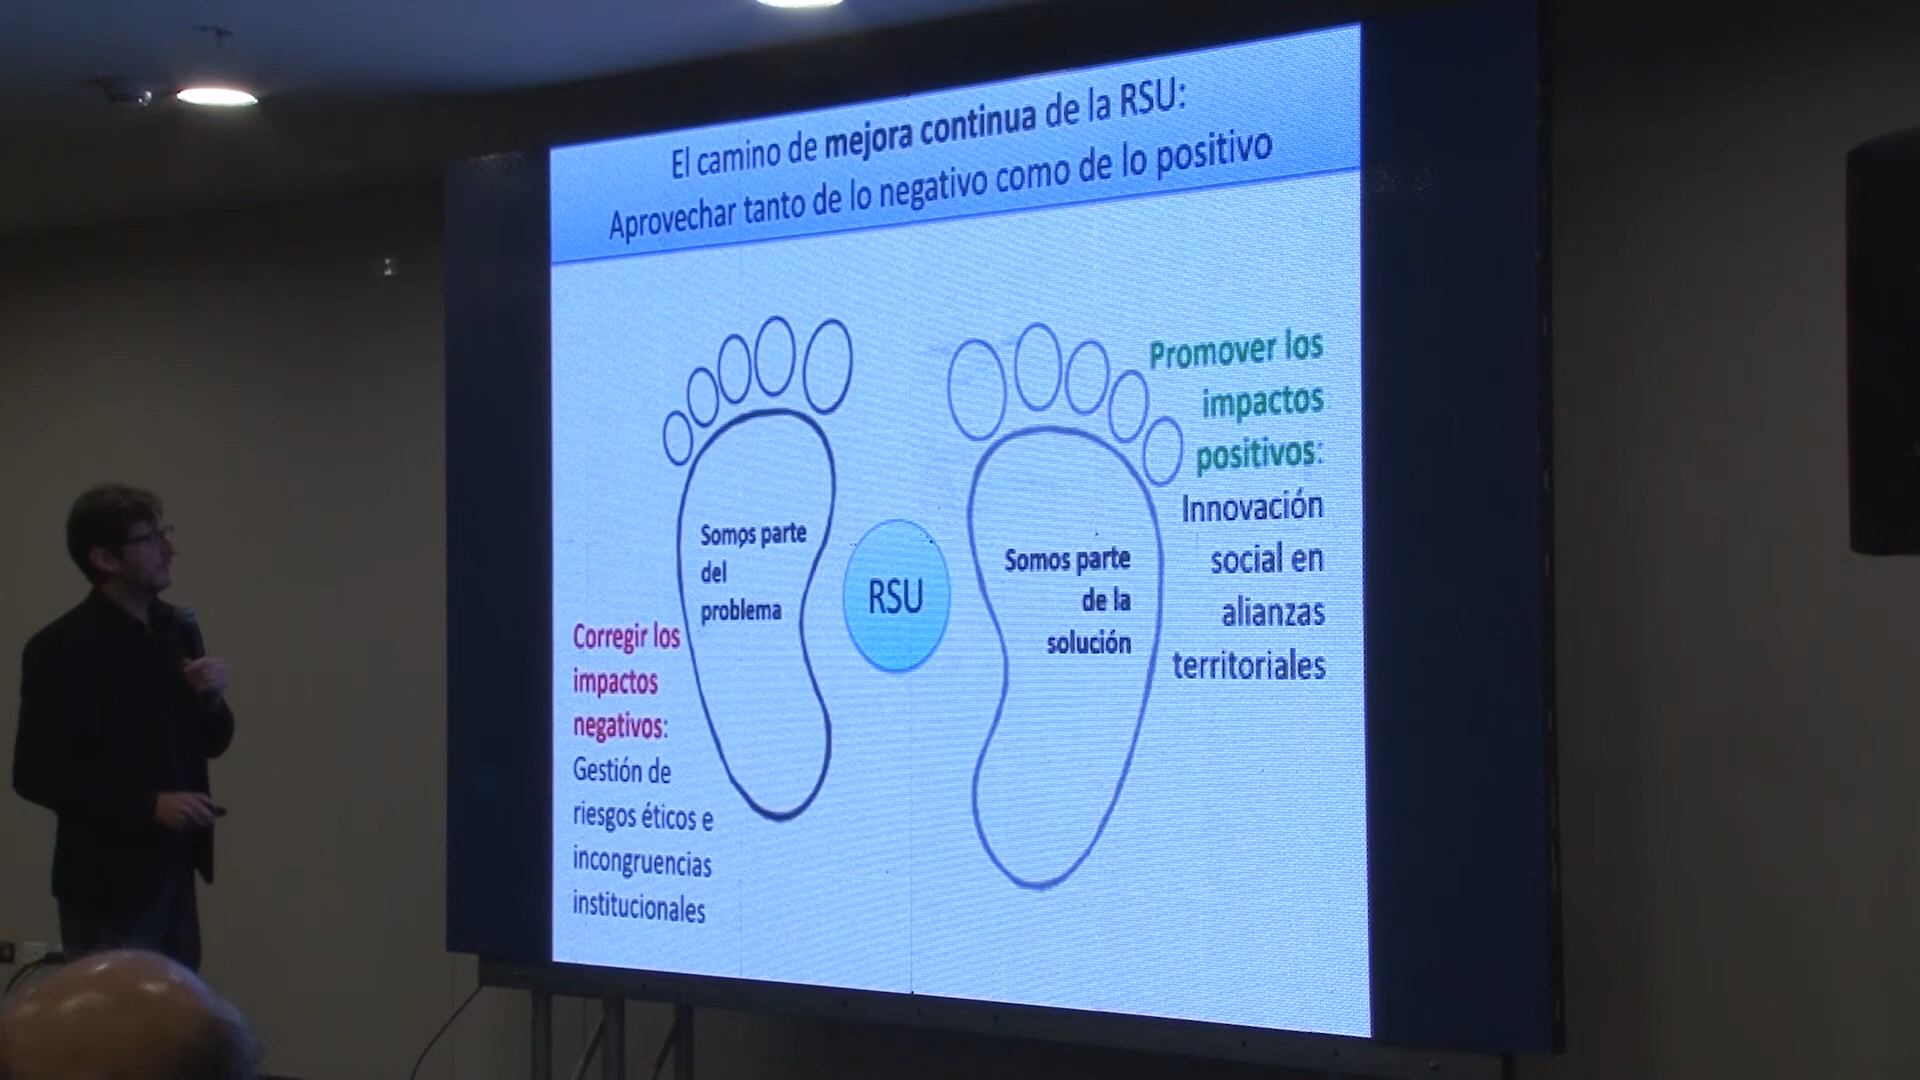 El camino de mejora continua de la RSU:
Aprovechar tanto de lo negativo como de lo positivo
Somos parte
del
problema
Corregir los
impactos
negativos:
Gestión de
riesgos éticos e
incongruencias
institucionales
RSU
Somos parte
de la
solución
Promover los
impactos
positivos:
Innovación
social en
alianzas
territoriales